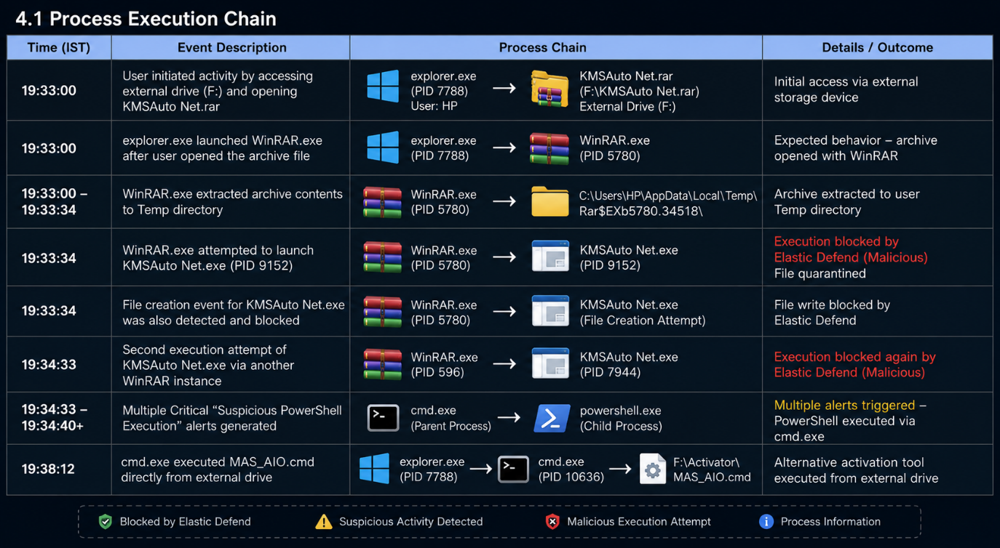 4.1 Process Execution Chain
Time (IST)
Event Description
Process Chain
Details / Outcome
19:33:00
User initiated activity by accessing
external drive (F:) and opening
KMSAuto Net.rar
explorer.exe
(PID 7788)
User: HP
KMSAuto Net.rar
(F:\KMSAuto Net.rar)
External Drive (F:)
Initial access via external
storage device
19:33:00
explorer.exe launched WinRAR.exe
after user opened the archive file
explorer.exe
(PID 7788)
WinRAR.exe
(PID 5780)
Expected behavior – archive
opened with WinRAR
19:33:00 –
19:33:34
WinRAR.exe extracted archive contents
to Temp directory
WinRAR.exe
(PID 5780)
C:\Users\HP\AppData\Local\Temp\
Rar$EXb5780.34518\
Archive extracted to user
Temp directory
19:33:34
WinRAR.exe attempted to launch
KMSAuto Net.exe (PID 9152)
WinRAR.exe
(PID 5780)
KMSAuto Net.exe
(PID 9152)
Execution blocked by
Elastic Defend (Malicious)
File quarantined
19:33:34
File creation event for KMSAuto Net.exe
was also detected and blocked
WinRAR.exe
(PID 5780)
KMSAuto Net.exe
(File Creation Attempt)
File write blocked by
Elastic Defend
19:34:33
Second execution attempt of
KMSAuto Net.exe via another
WinRAR instance
WinRAR.exe
(PID 596)
KMSAuto Net.exe
(PID 7944)
Execution blocked again by
Elastic Defend (Malicious)
19:34:33 –
19:34:40+
Multiple Critical “Suspicious PowerShell
Execution” alerts generated
cmd.exe
(Parent Process)
powershell.exe
(Child Process)
Multiple alerts triggered –
PowerShell executed via
cmd.exe
19:38:12
cmd.exe executed MAS_AIO.cmd
directly from external drive
explorer.exe
(PID 7788)
cmd.exe
(PID 10636)
F:\Activator\
MAS_AIO.cmd
Alternative activation tool
executed from external drive
Blocked by Elastic Defend
Suspicious Activity Detected
Malicious Execution Attempt
Process Information